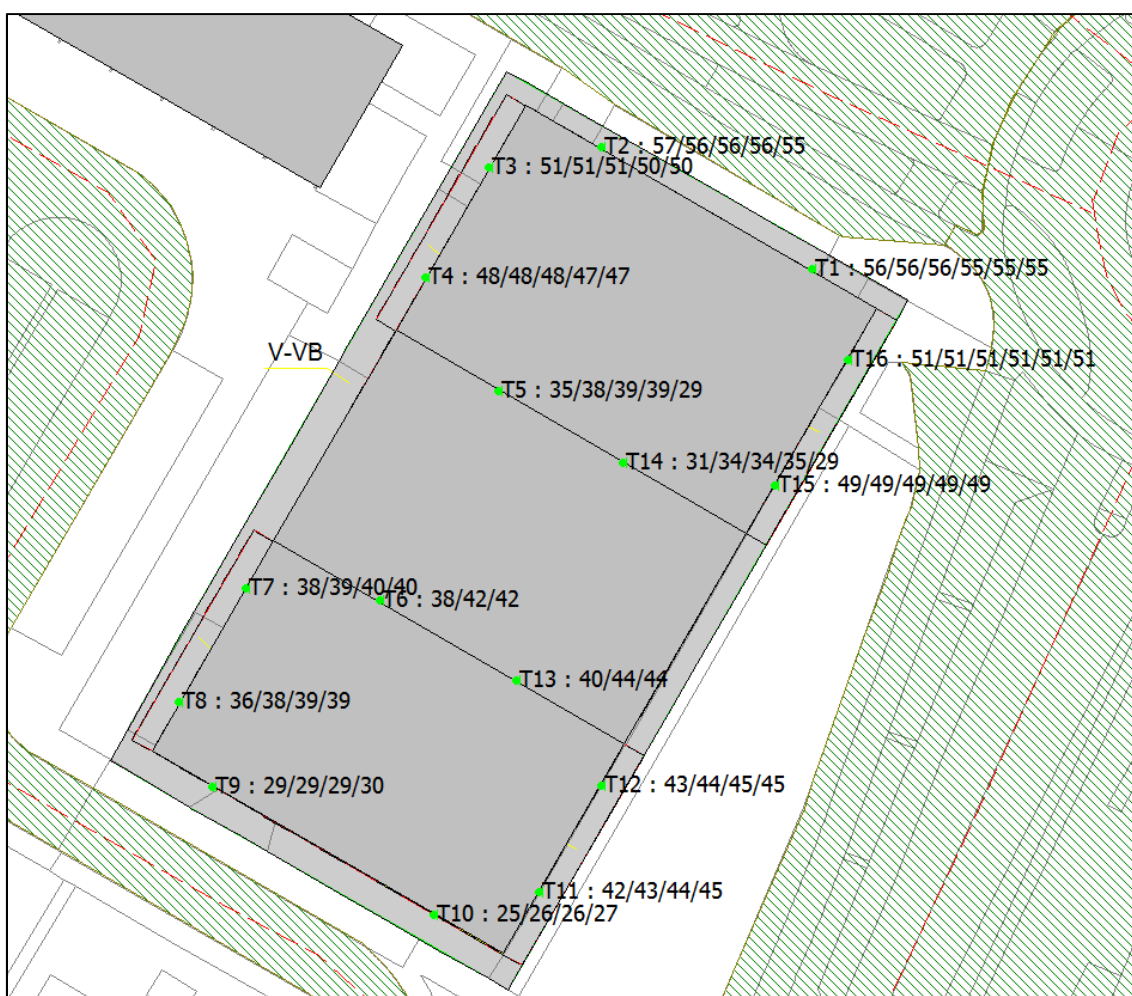 T2 : 57/56/56/56/55
T3 : 51/51/51/50/50
T1 : 56/56/56/55/55/55
T4 : 48/48/48/47/47
V-VB
T16 : 51/51/51/51/51/51
T5 : 35/38/39/39/29
T14 : 31/34/34/35/29
T15 : 49/49/49/49/49
T7 : 38/39/40/40
T6 : 38/42/42
T13 : 40/44/44
T8 : 36/38/39/39
T9 : 29/29/29/30
T12 : 43/44/45/45
T11 : 42/43/44/45
T10 : 25/26/26/27